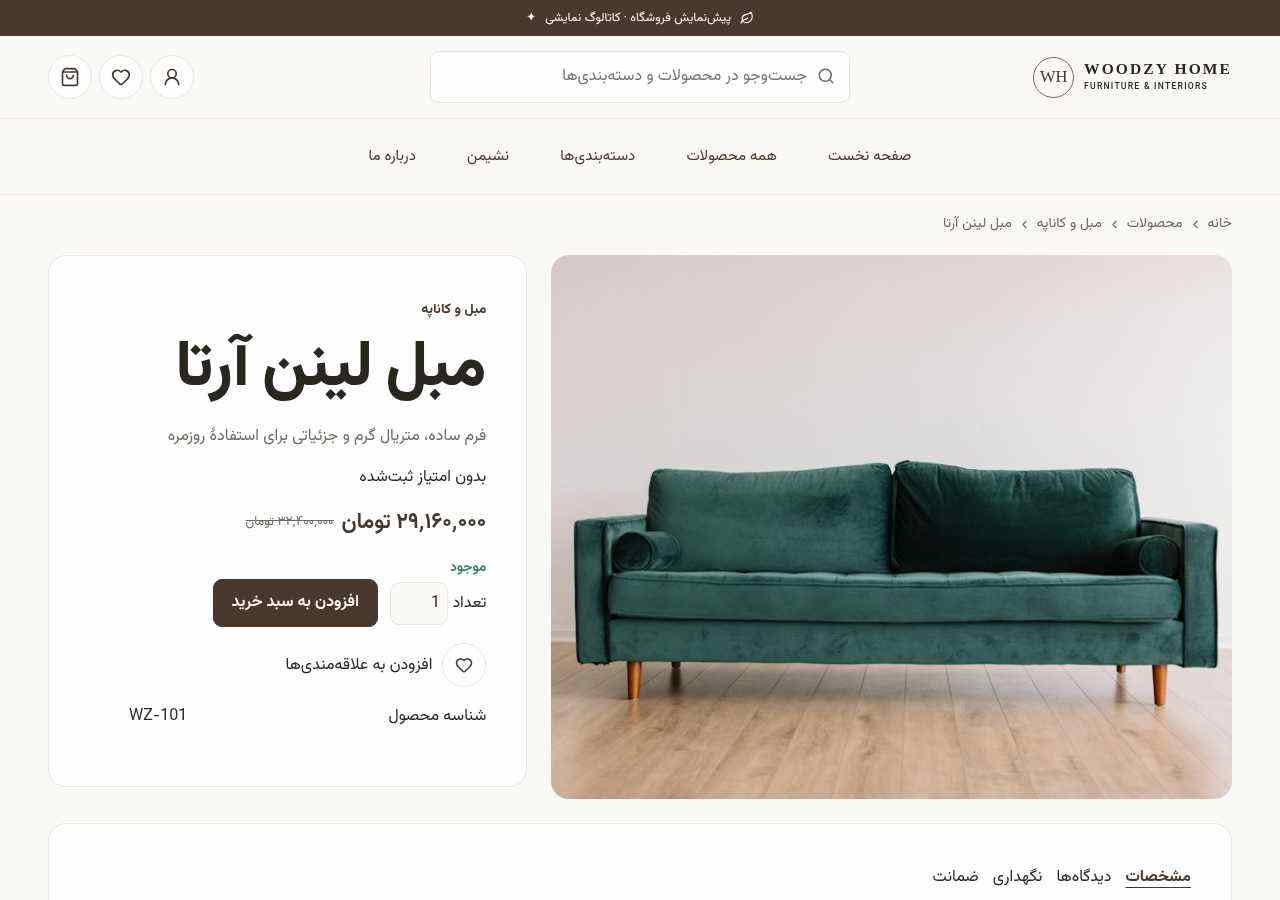 پیش‌نمایش فروشگاه · کاتالوگ نمایشی ✦
WOODZY HOME
WH
FURNITURE & INTERIORS
جست‌وجو در محصولات و دسته‌بندی‌ها
صفحه نخست
همه محصولات
دسته‌بندی‌ها
نشیمن
درباره ما
خانه › محصولات › مبل و کاناپه › مبل لینن آرتا
مبل و کاناپه
مبل لینن آرتا
فرم ساده، متریال گرم و جزئیاتی برای استفادهٔ روزمره
بدون امتیاز ثبت‌شده
۲۹,۱۶۰,۰۰۰ تومان ۳۲,۴۰۰,۰۰۰ تومان
موجود
تعداد 1 افزودن به سبد خرید
افزودن به علاقه‌مندی‌ها
شناسه محصول WZ-101
مشخصات دیدگاه‌ها نگهداری ضمانت